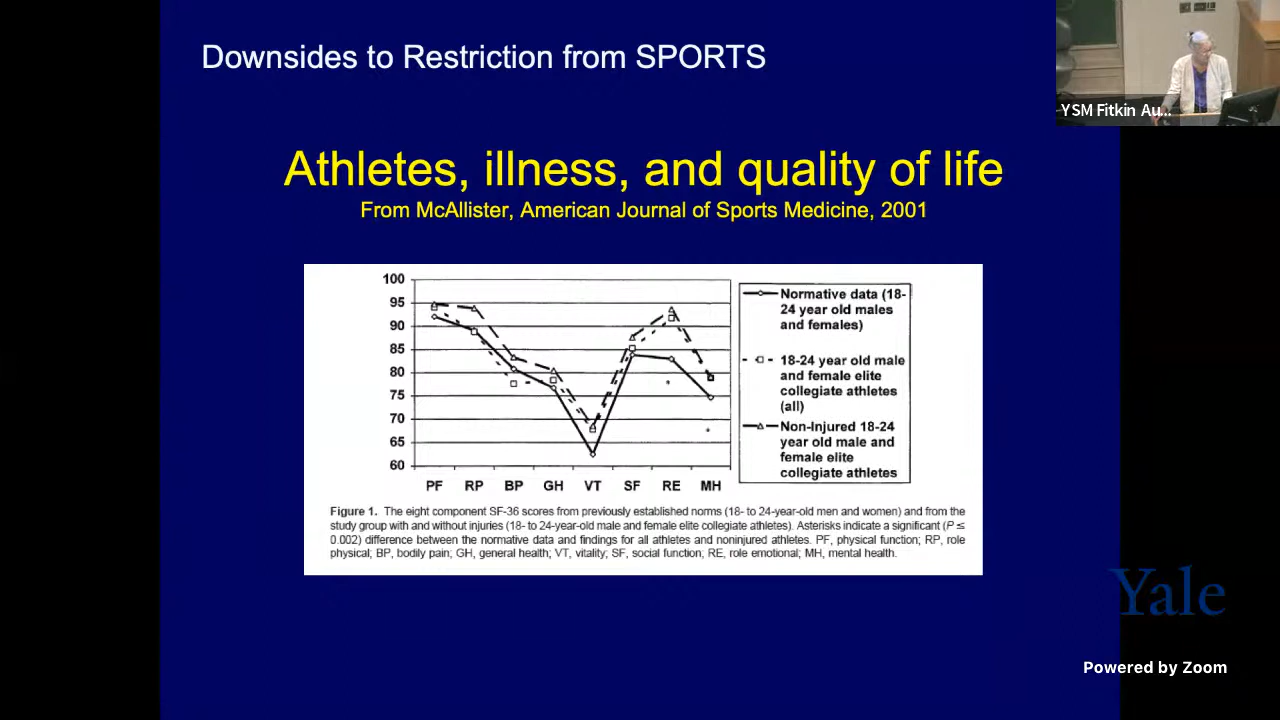 Downsides to Restriction from SPORTS
YSM Fitkin Au...
Athletes, illness, and quality of life
From McAllister, American Journal of Sports Medicine, 2001
100
95
90
85
80
75
70
65
60
PF RP BP GH VT SF RE MH
Normative data (18-
24 year old males
and females)
18-24 year old male
and female elite
collegiate athletes
(all)
Non-Injured 18-24
year old male and
female elite
collegiate athletes
Figure 1. The eight component SF-36 scores from previously established norms (18- to 24-year-old men and women) and from the
study group with and without injuries (18- to 24-year-old male and female elite collegiate athletes). Asterisks indicate a significant (P ≤
0.002) difference between the normative data and findings for all athletes and noninjured athletes. PF, physical function; RP, role
physical; BP, bodily pain; GH, general health; VT, vitality; SF, social function; RE, role emotional; MH, mental health.
Yale
Powered by Zoom